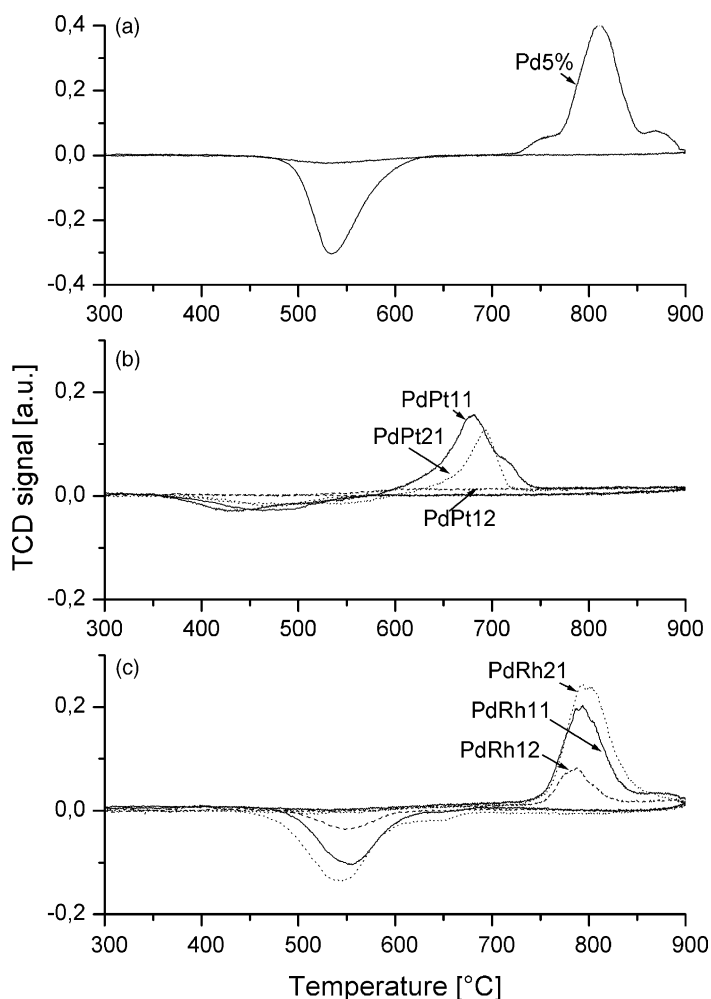 (a)
0,4
0,2
0,0
-0,2
-0,4
Pd5%
300 400 500 600 700 800 900
(b)
0,2
0,0
-0,2
PdPt11
PdPt21
PdPt12
300 400 500 600 700 800 900
TCD signal [a.u.]
(c)
0,2
0,0
-0,2
PdRh21
PdRh11
PdRh12
300 400 500 600 700 800 900
Temperature [°C]